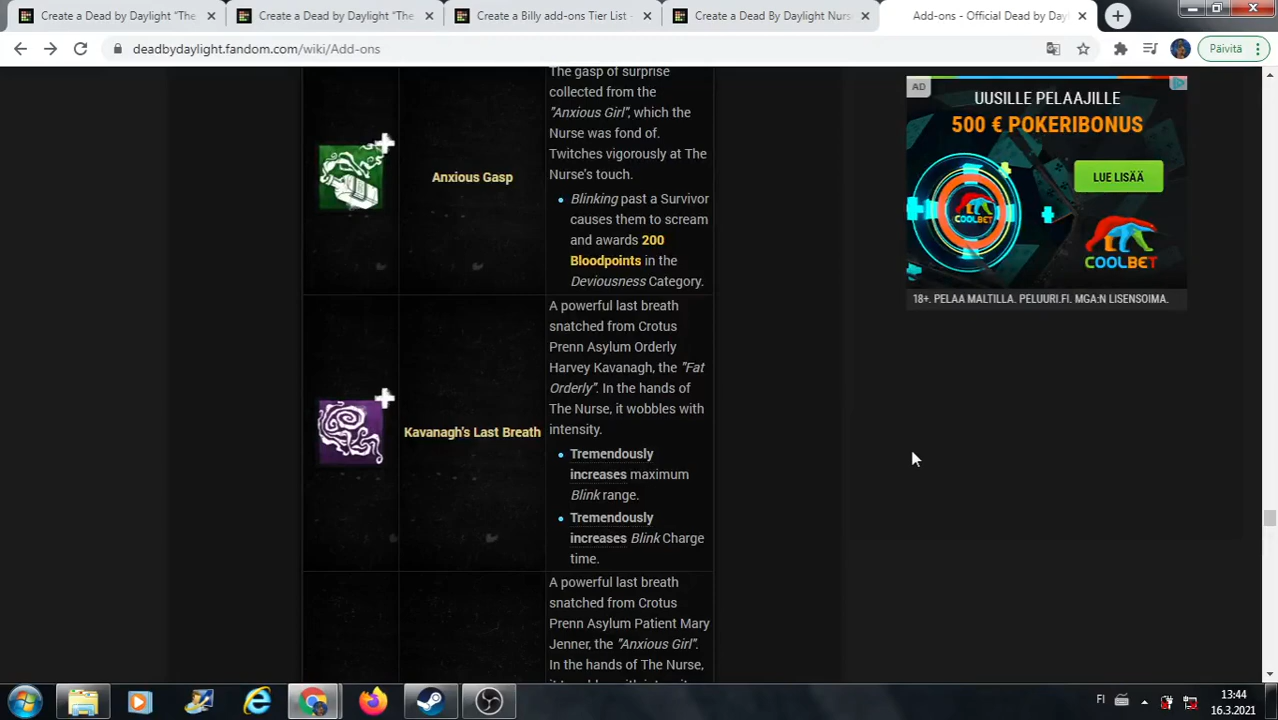 Create a Dead by Daylight "The
Create a Dead by Daylight "The
Create a Billy add-ons Tier List -
Create a Dead By Daylight Nurs
Add-ons - Official Dead by Dayl
deadbydaylight.fandom.com/wiki/Add-ons
Päivitä
The gasp of surprise
collected from the
"Anxious Girl", which the
Nurse was fond of.
Twitches vigorously at The
Nurse's touch.
Anxious Gasp
Blinking past a Survivor
causes them to scream
and awards 200
Bloodpoints in the
Deviousness Category.
A powerful last breath
snatched from Crotus
Prenn Asylum Orderly
Harvey Kavanagh, the "Fat
Orderly". In the hands of
The Nurse, it wobbles with
intensity.
Kavanagh's Last Breath
Tremendously
increases maximum
Blink range.
Tremendously
increases Blink Charge
time.
A powerful last breath
snatched from Crotus
Prenn Asylum Patient Mary
Jenner, the "Anxious Girl".
In the hands of The Nurse,
it wobbles with intensity.
AD
UUSILLE PELAAJILLE
500 € POKERIBONUS
LUE LISÄÄ
COOLBET
COOLBET
18+. PELAA MALTILLA. PELUURI.FI. MGA:N LISENSOIMA.
FI
13:44
16.3.2021